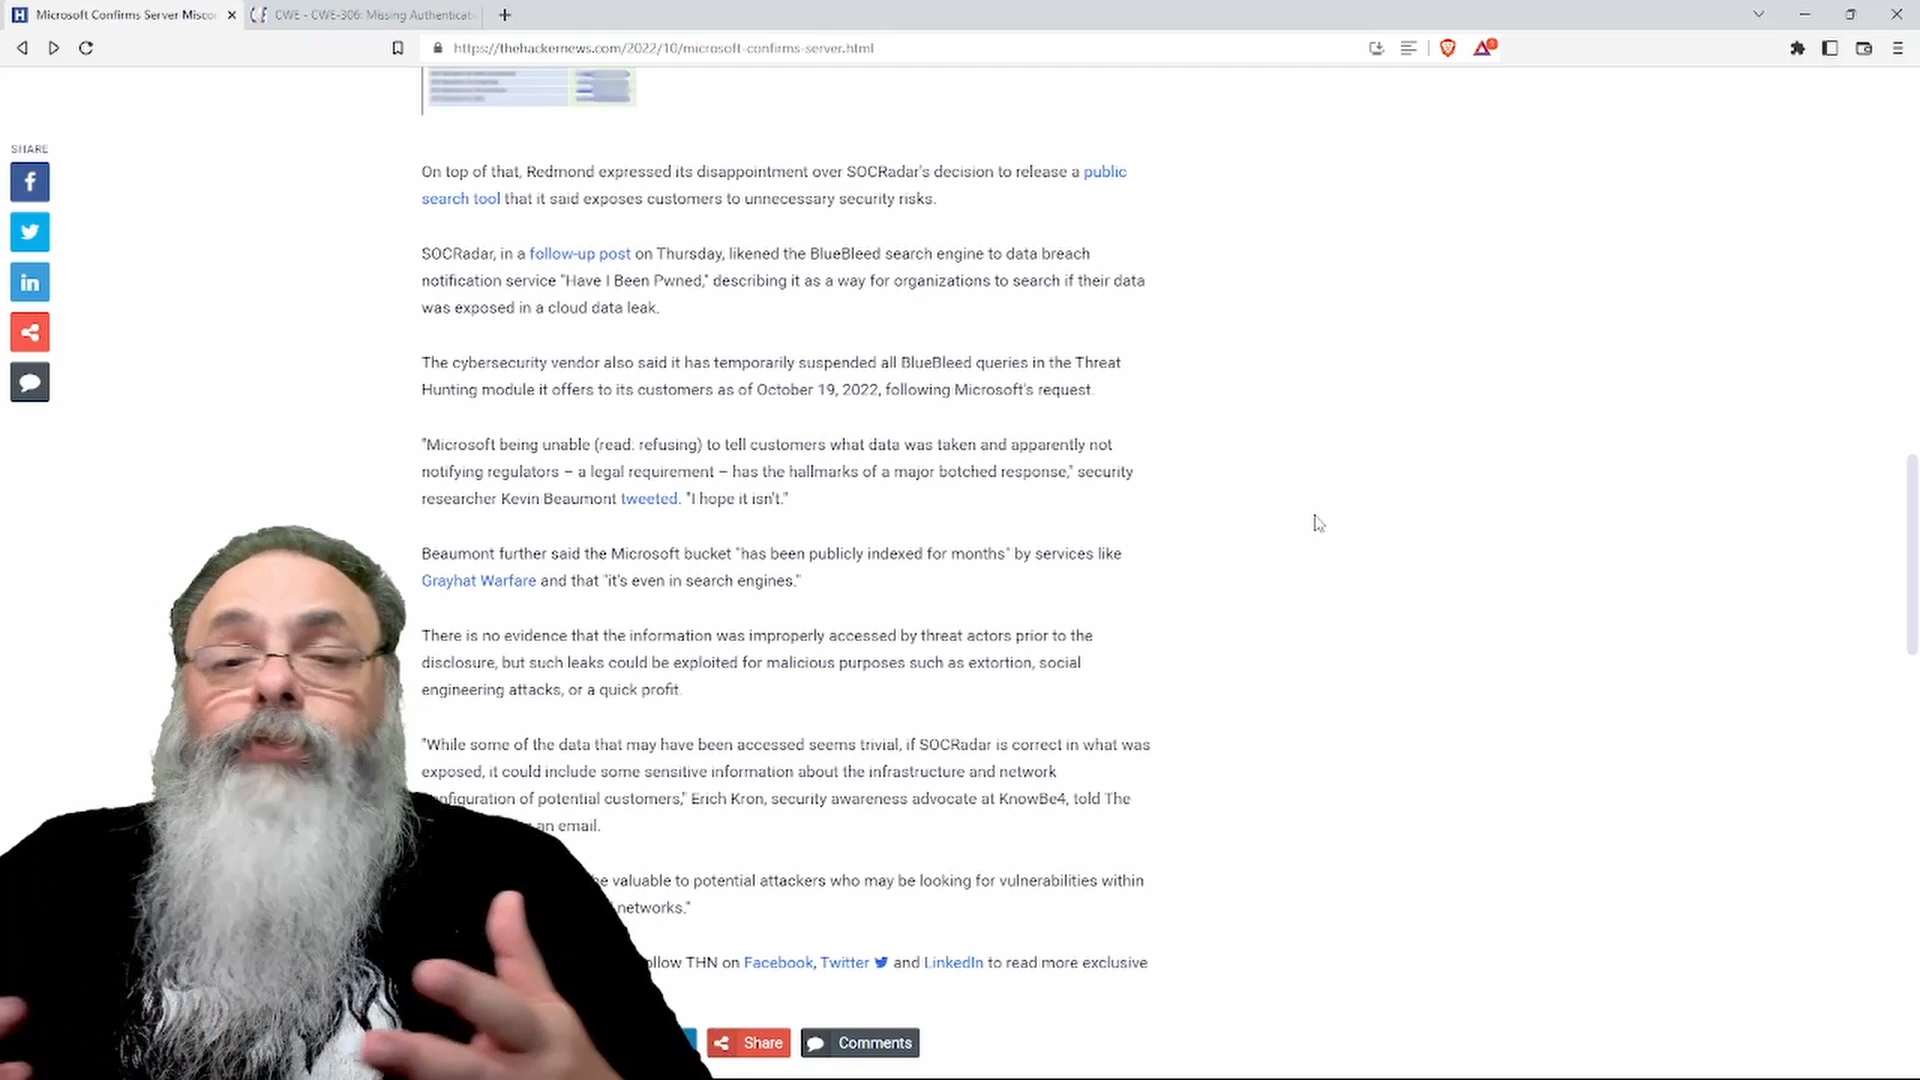 Microsoft Confirms Server Misco
CWE - CWE-306: Missing Authenticat
https://thehackernews.com/2022/10/microsoft-confirms-server.html
SHARE
On top of that, Redmond expressed its disappointment over SOCRadar's decision to release a public
search tool that it said exposes customers to unnecessary security risks.
SOCRadar, in a follow-up post on Thursday, likened the BlueBleed search engine to data breach
notification service "Have I Been Pwned," describing it as a way for organizations to search if their data
was exposed in a cloud data leak.
The cybersecurity vendor also said it has temporarily suspended all BlueBleed queries in the Threat
Hunting module it offers to its customers as of October 19, 2022, following Microsoft's request.
"Microsoft being unable (read: refusing) to tell customers what data was taken and apparently not
notifying regulators – a legal requirement – has the hallmarks of a major botched response," security
researcher Kevin Beaumont tweeted. "I hope it isn't."
Beaumont further said the Microsoft bucket "has been publicly indexed for months" by services like
Grayhat Warfare and that "it's even in search engines."
There is no evidence that the information was improperly accessed by threat actors prior to the
disclosure, but such leaks could be exploited for malicious purposes such as extortion, social
engineering attacks, or a quick profit.
"While some of the data that may have been accessed seems trivial, if SOCRadar is correct in what was
exposed, it could include some sensitive information about the infrastructure and network
nfiguration of potential customers," Erich Kron, security awareness advocate at KnowBe4, told The
an email.
e valuable to potential attackers who may be looking for vulnerabilities within
networks."
ollow THN on Facebook, Twitter and LinkedIn to read more exclusive
Share
Comments